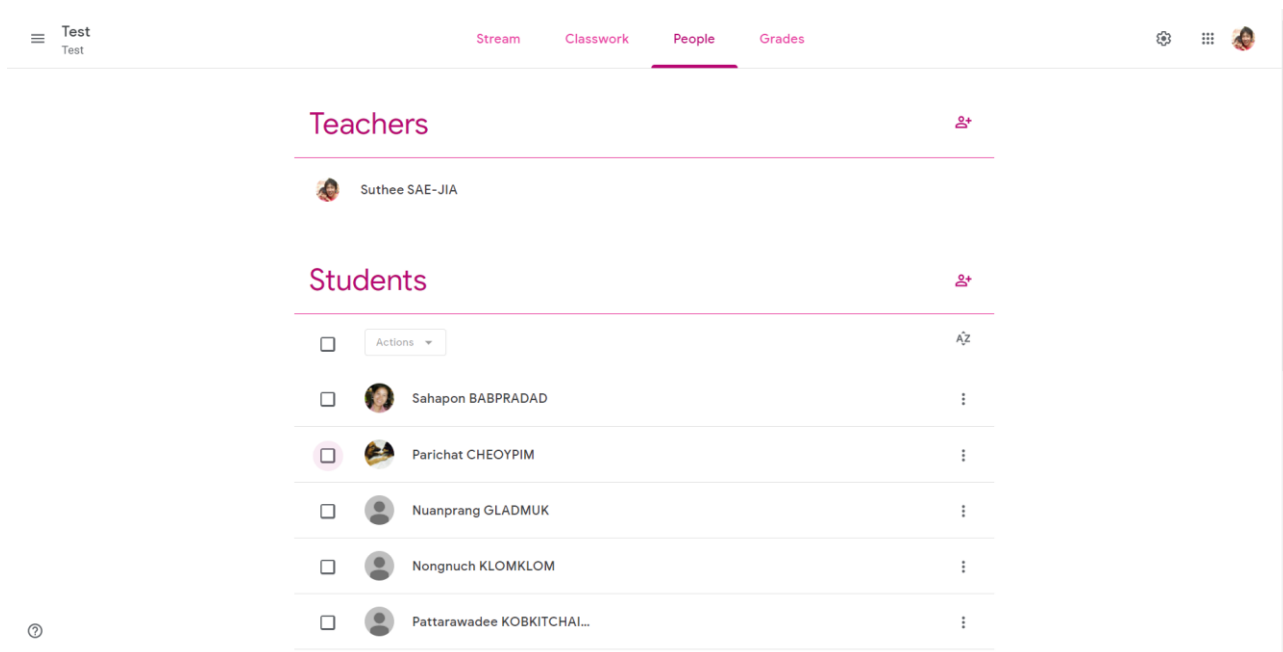 Test
Test
Stream Classwork People Grades
Teachers
Suthee SAE-JIA
Students
Actions
AZ
Sahapon BABPRADAD
Parichat CHEOYPIM
Nuanprang GLADMUK
Nongnuch KLOMKLOM
Pattarawadee KOBKITCHAI...